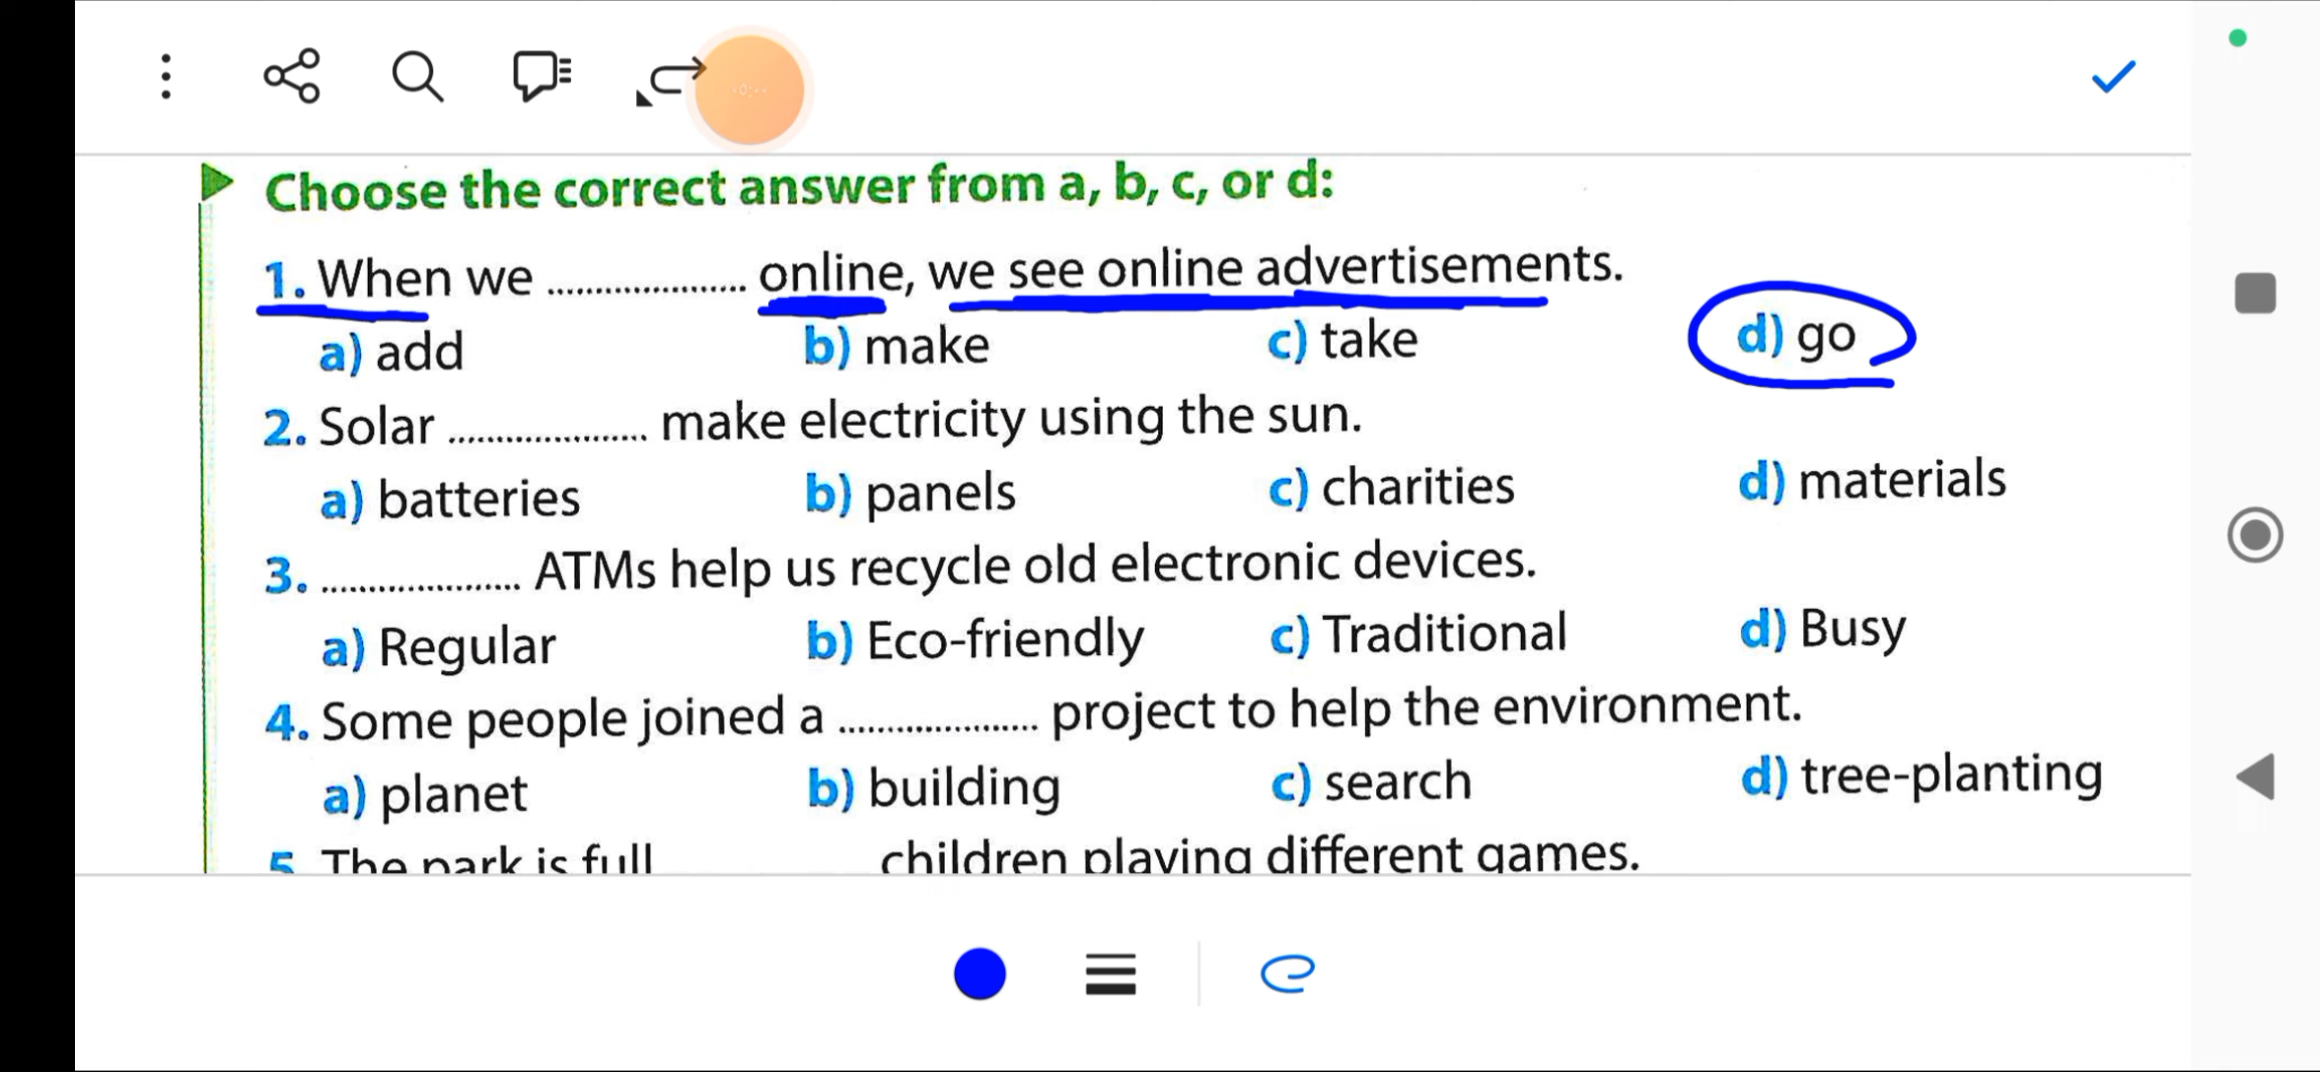 Choose the correct answer from a, b, c, or d:
1. When we .................... online, we see online advertisements.
a) add b) make c) take d) go
2. Solar .................... make electricity using the sun.
a) batteries b) panels c) charities d) materials
3. .................... ATMs help us recycle old electronic devices.
a) Regular b) Eco-friendly c) Traditional d) Busy
4. Some people joined a .................... project to help the environment.
a) planet b) building c) search d) tree-planting
5 The park is full children playing different games.